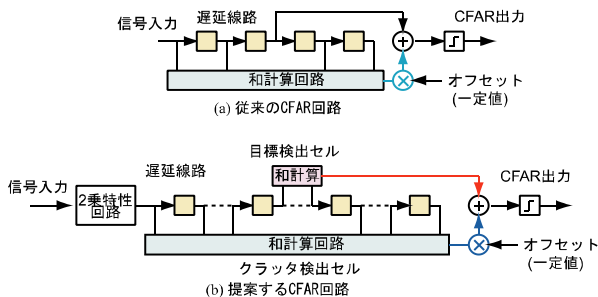 信号入力
遅延線路
CFAR出力
和計算回路
オフセット
(一定値)
(a) 従来のCFAR回路
目標検出セル
遅延線路
和計算
CFAR出力
信号入力
2乗特性
回路
和計算回路
オフセット
(一定値)
クラッタ検出セル
(b) 提案するCFAR回路